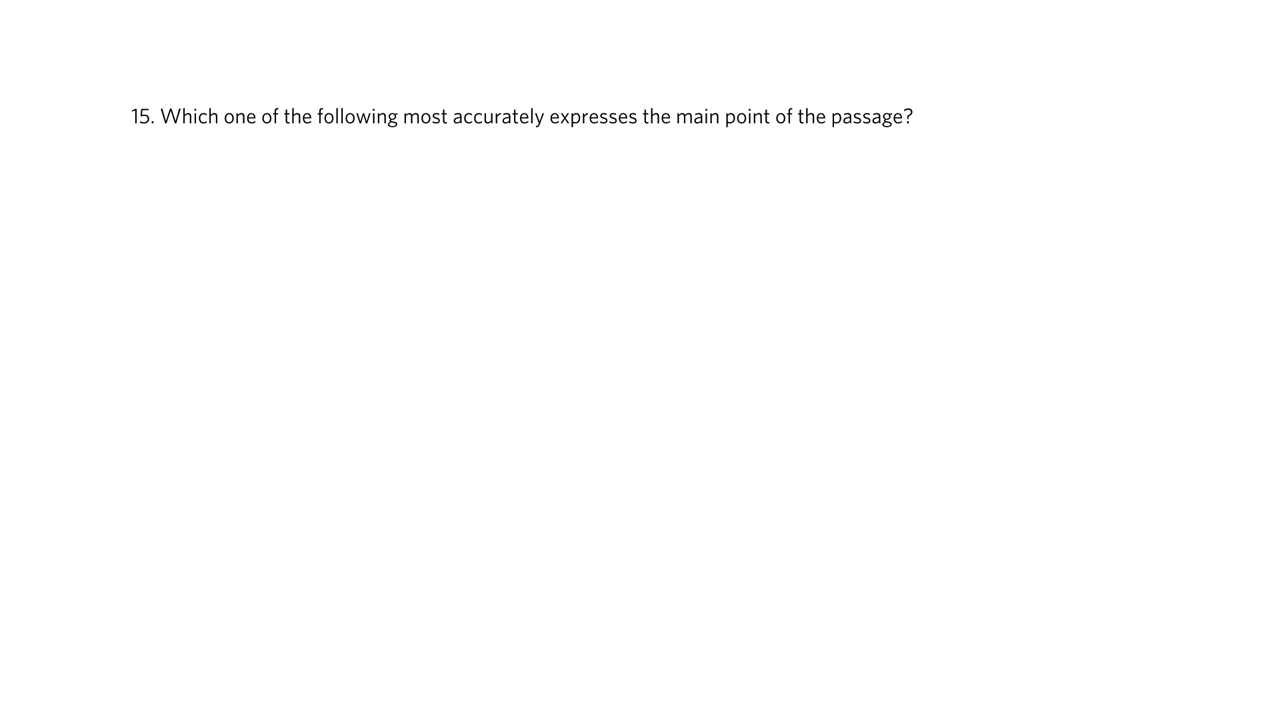 15. Which one of the following most accurately expresses the main point of the passage?